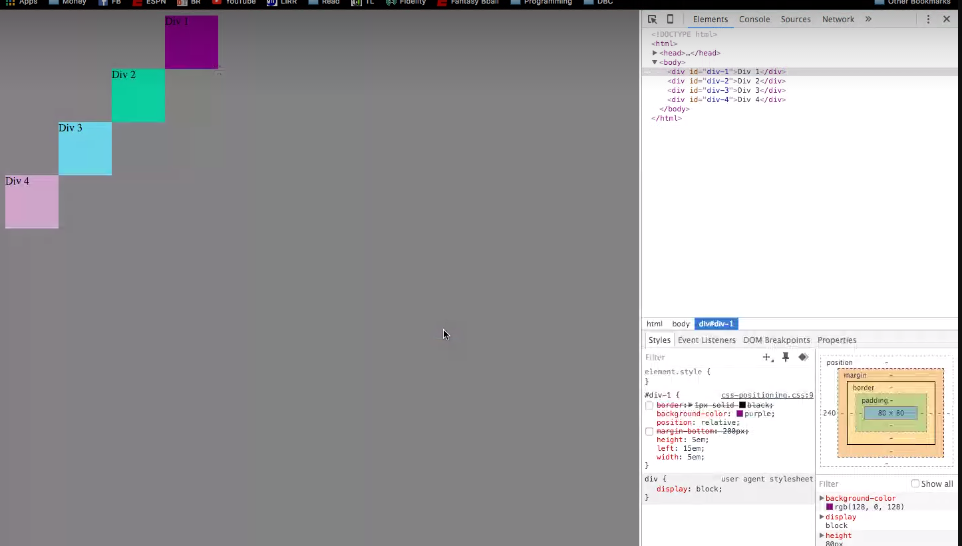 Apps Money FB ESPN BR YouTube LIRR Read TL Fidelity Fantasy Bball Programming DBC Other Bookmarks
Div 1
Div 2
Div 3
Div 4
Elements Console Sources Network »
<!DOCTYPE html>
<html>
▶<head>…</head>
▼<body>
<div id="div-1">Div 1</div>
<div id="div-2">Div 2</div>
<div id="div-3">Div 3</div>
<div id="div-4">Div 4</div>
</body>
</html>
html body div#div-1
Styles Event Listeners DOM Breakpoints Properties
Filter
element.style {
}
#div-1 { css-positioning.css:9
border:▶1px solid black;
background-color: purple;
position: relative;
margin-bottom: 200px;
height: 5em;
left: 15em;
width: 5em;
}
div { user agent stylesheet
display: block;
}
position -
margin -
border -
padding -
240 - - - 80 × 80 - - - -
-
-
-
-
Filter Show all
▶background-color
rgb(128, 0, 128)
▶display
block
▶height
80px